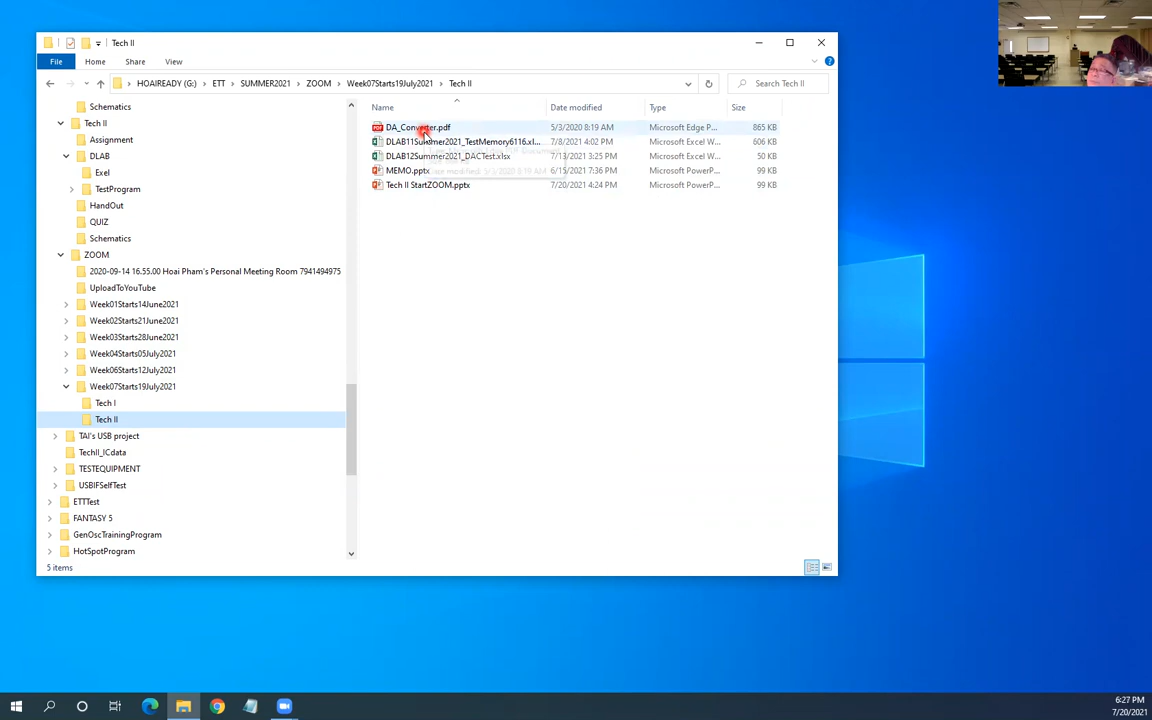 Tech II
File Home Share View
HOAIREADY (G:) > ETT > SUMMER2021 > ZOOM > Week07Starts19July2021 > Tech II
Search Tech II
Name Date modified Type Size
DA_Converter.pdf 5/3/2020 8:19 AM Microsoft Edge P... 865 KB
DLAB11Summer2021_TestMemory6116.xl... 7/8/2021 4:02 PM Microsoft Excel W... 606 KB
DLAB12Summer2021_DACTest.xlsx 7/13/2021 3:25 PM Microsoft Excel W... 50 KB
MEMO.pptx 6/15/2021 7:36 PM Microsoft PowerP... 99 KB
Tech II StartZOOM.pptx 7/20/2021 4:24 PM Microsoft PowerP... 99 KB
Schematics
Tech II
Assignment
DLAB
Exel
TestProgram
HandOut
QUIZ
Schematics
ZOOM
2020-09-14 16.55.00 Hoai Pham's Personal Meeting Room 7941494975
UploadToYouTube
Week01Starts14June2021
Week02Starts21June2021
Week03Starts28June2021
Week04Starts05July2021
Week06Starts12July2021
Week07Starts19July2021
Tech I
Tech II
TAI's USB project
TechII_ICdata
TESTEQUIPMENT
USBIFSelfTest
ETTTest
FANTASY 5
GenOscTrainingProgram
HotSpotProgram
5 items
6:27 PM
7/20/2021